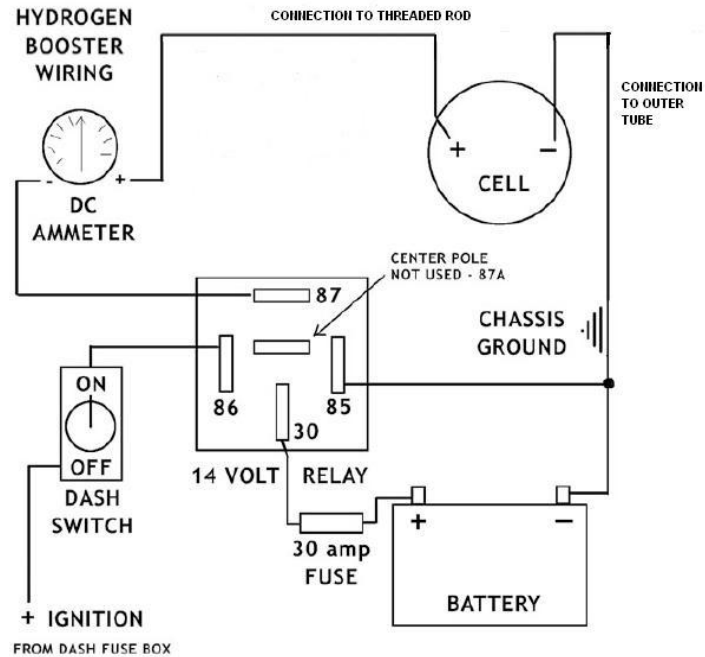 HYDROGEN
BOOSTER
WIRING
CONNECTION TO THREADED ROD
CONNECTION
TO OUTER
TUBE
+
−
CELL
- +
DC
AMMETER
CENTER POLE
NOT USED - 87A
87
86
85
30
CHASSIS
GROUND
ON
OFF
DASH
SWITCH
14 VOLT RELAY
30 amp
FUSE
+
−
BATTERY
+ IGNITION
FROM DASH FUSE BOX